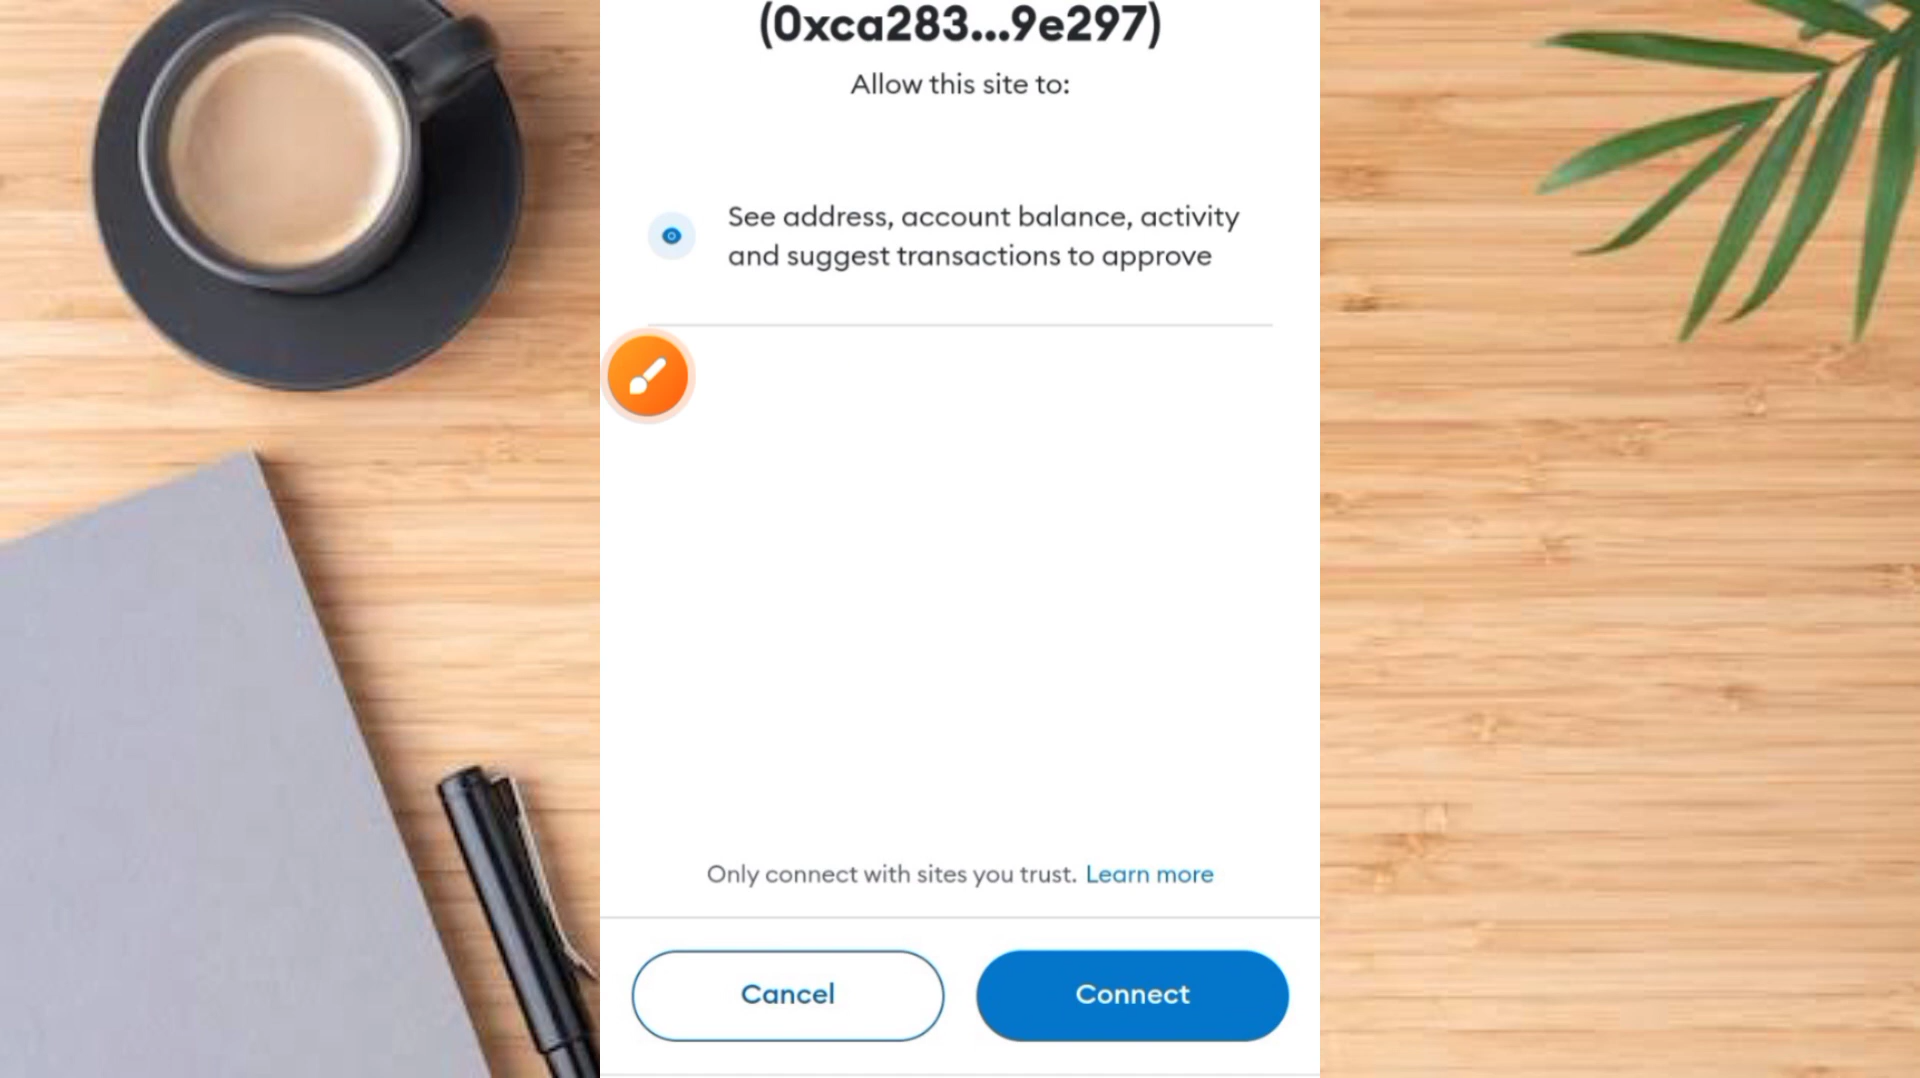 (0xca283...9e297)
Allow this site to:
See address, account balance, activity
and suggest transactions to approve
Only connect with sites you trust. Learn more
Cancel
Connect